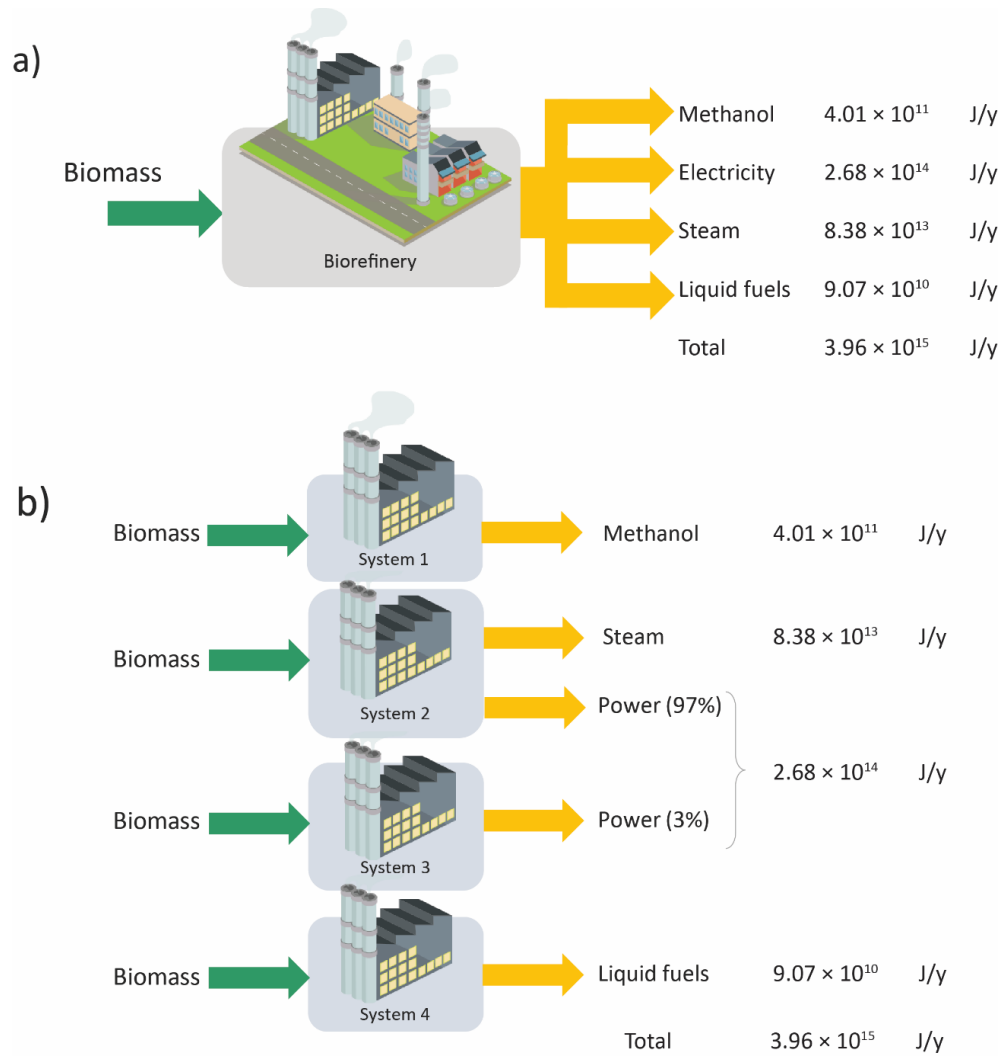 a)
Biomass
Biorefinery
Methanol 4.01 × 10¹¹ J/y
Electricity 2.68 × 10¹⁴ J/y
Steam 8.38 × 10¹³ J/y
Liquid fuels 9.07 × 10¹⁰ J/y
Total 3.96 × 10¹⁵ J/y
b)
Biomass
System 1
Methanol 4.01 × 10¹¹ J/y
Biomass
System 2
Steam 8.38 × 10¹³ J/y
Power (97%)
2.68 × 10¹⁴ J/y
Biomass
System 3
Power (3%)
Biomass
System 4
Liquid fuels 9.07 × 10¹⁰ J/y
Total 3.96 × 10¹⁵ J/y